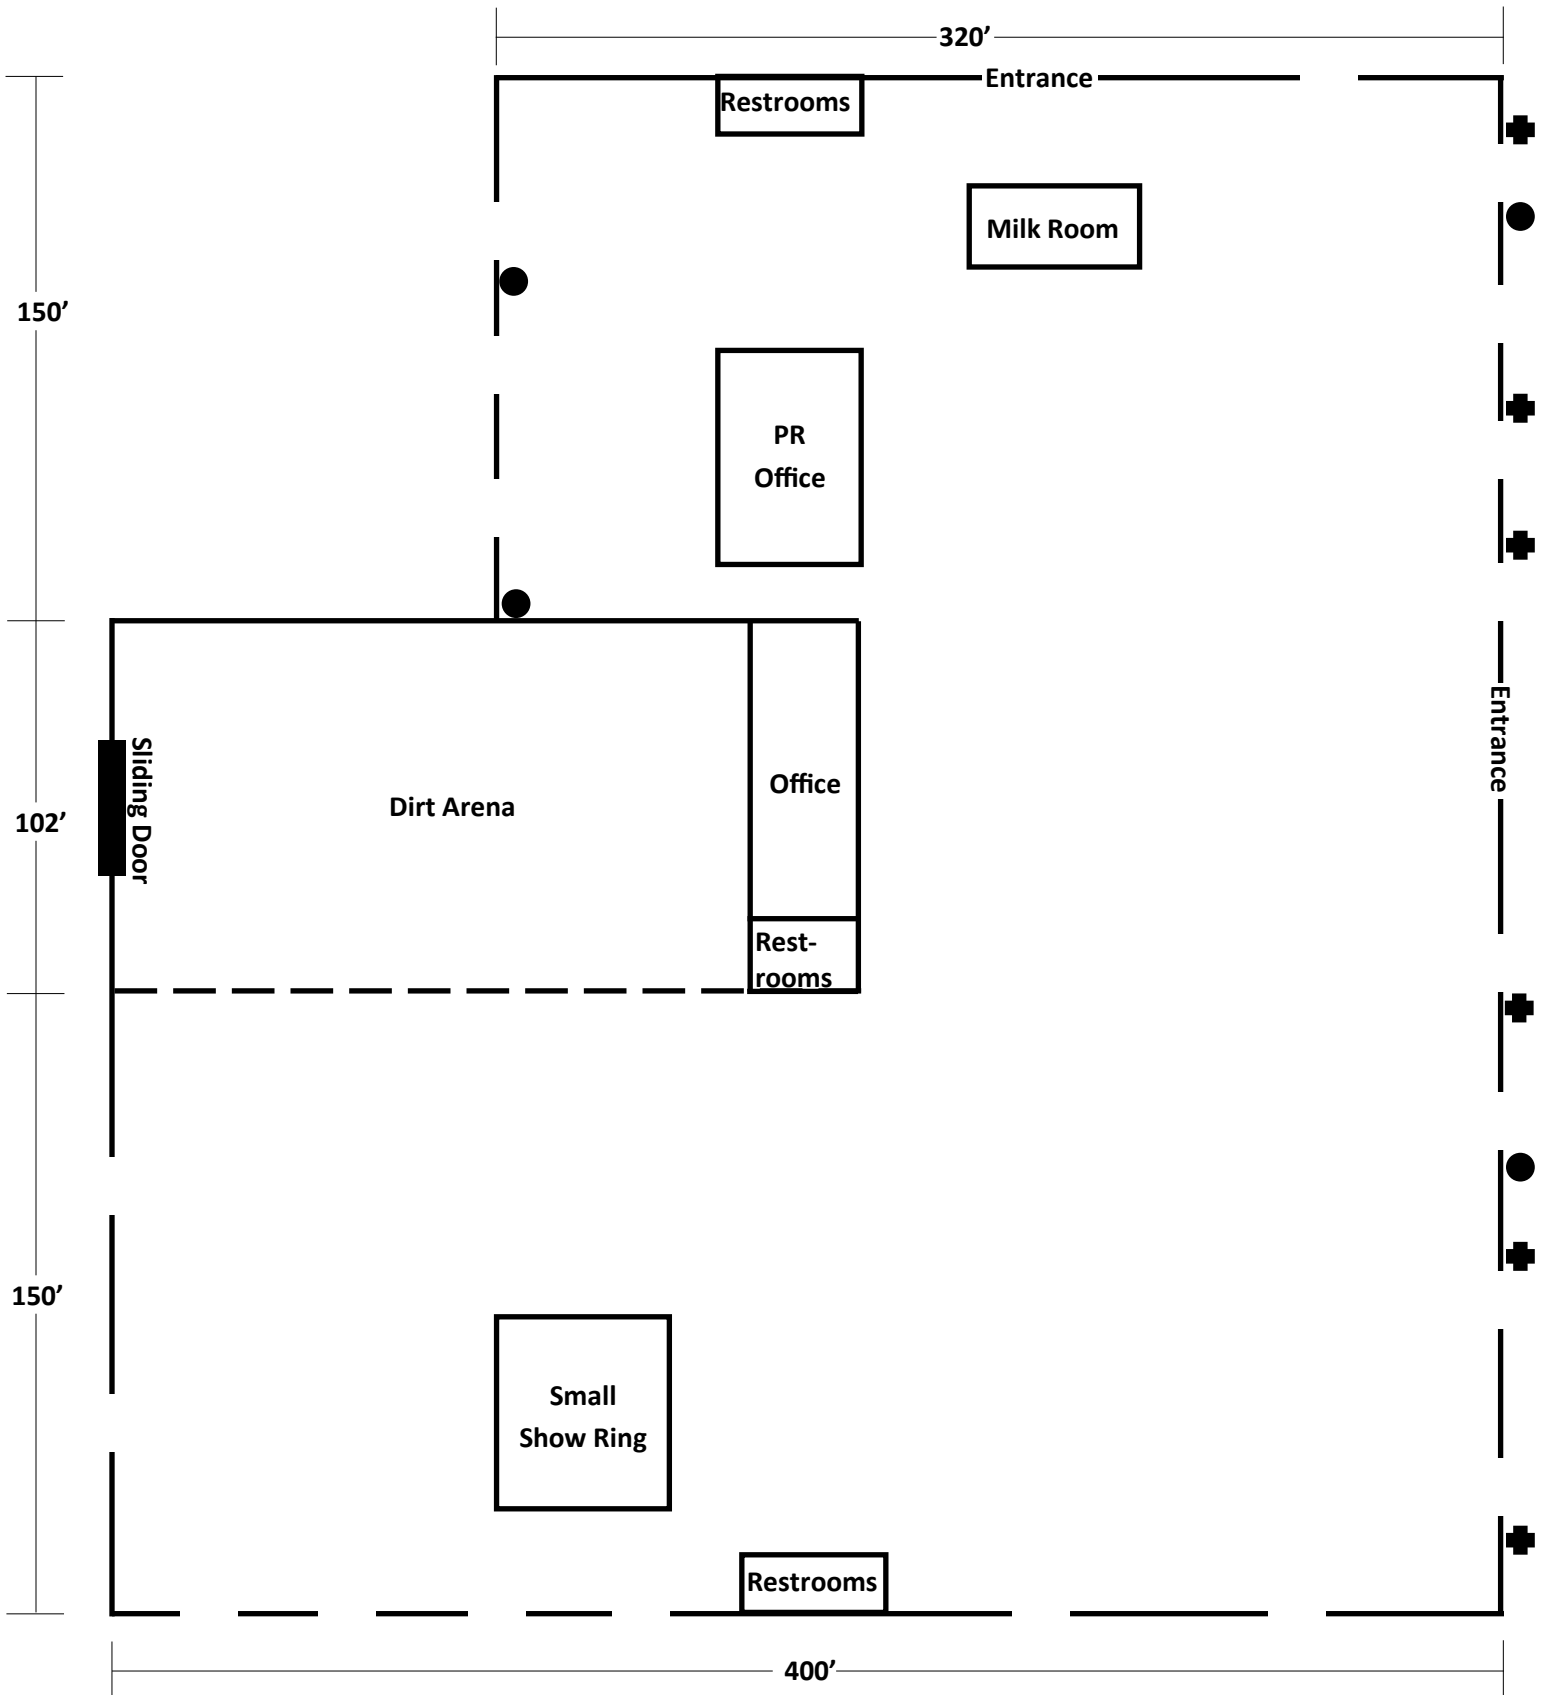 320’
Entrance
Restrooms
Milk Room
150’
PR
Office
Entrance
Sliding Door
Office
Dirt Arena
102’
Rest-
rooms
150’
Small
Show Ring
Restrooms
400’